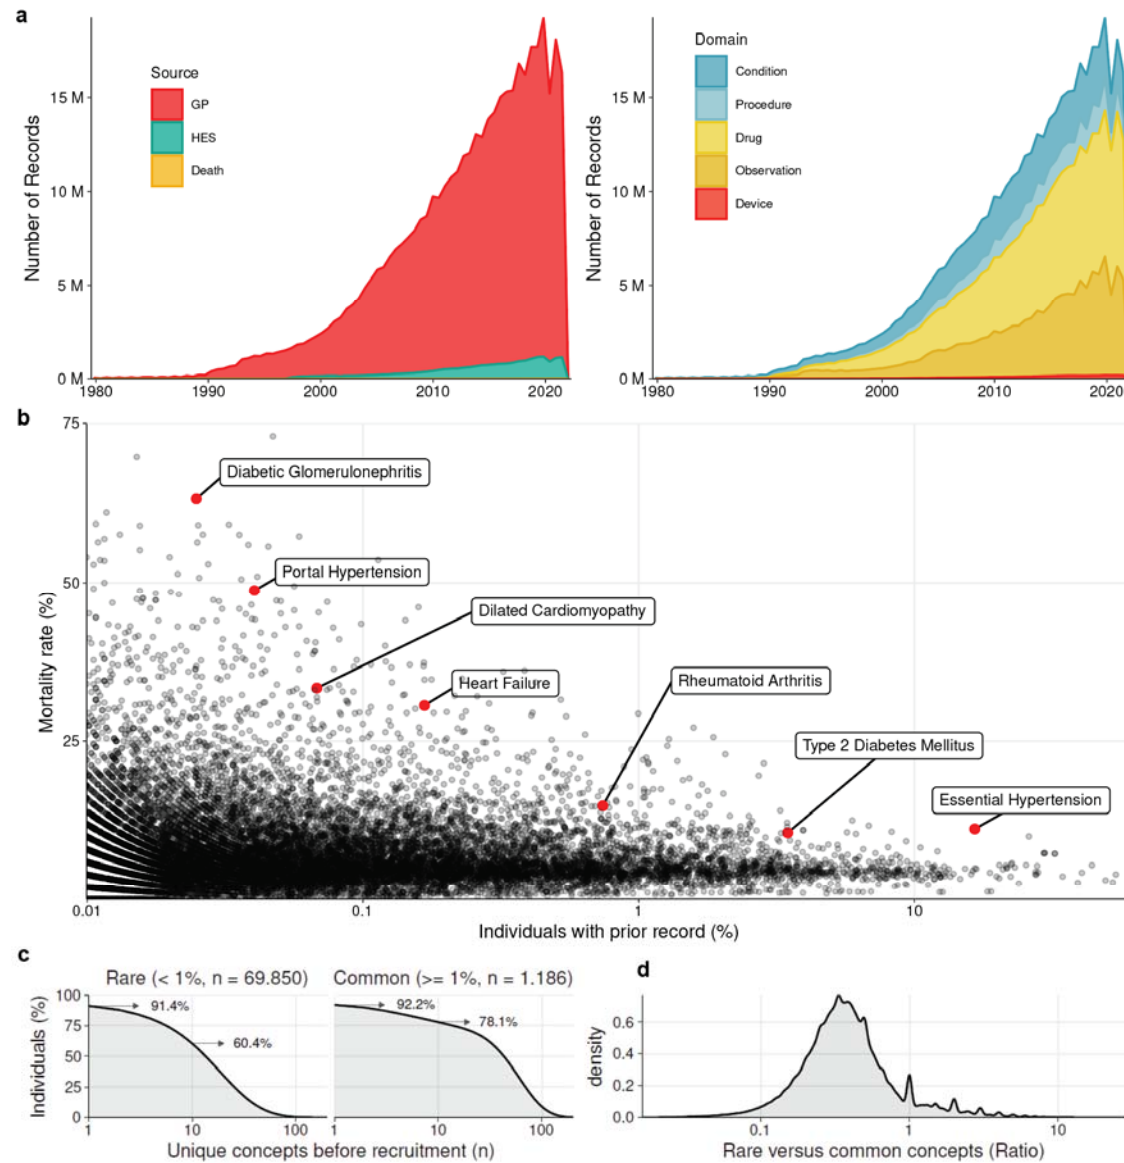 a
Number of Records
15 M
10 M
5 M
0 M
1980
1990
2000
2010
2020
Source
GP
HES
Death
Number of Records
15 M
10 M
5 M
0 M
1980
1990
2000
2010
2020
Domain
Condition
Procedure
Drug
Observation
Device
b
Mortality rate (%)
75
50
25
Diabetic Glomerulonephritis
Portal Hypertension
Dilated Cardiomyopathy
Heart Failure
Rheumatoid Arthritis
Type 2 Diabetes Mellitus
Essential Hypertension
0.01
0.1
1
10
Individuals with prior record (%)
c
Rare (< 1%, n = 69.850)
Common (>= 1%, n = 1.186)
Individuals (%)
100
75
50
25
0
91.4%
60.4%
92.2%
78.1%
1
10
100
1
10
100
Unique concepts before recruitment (n)
d
density
0.6
0.4
0.2
0.0
0.1
1
10
Rare versus common concepts (Ratio)